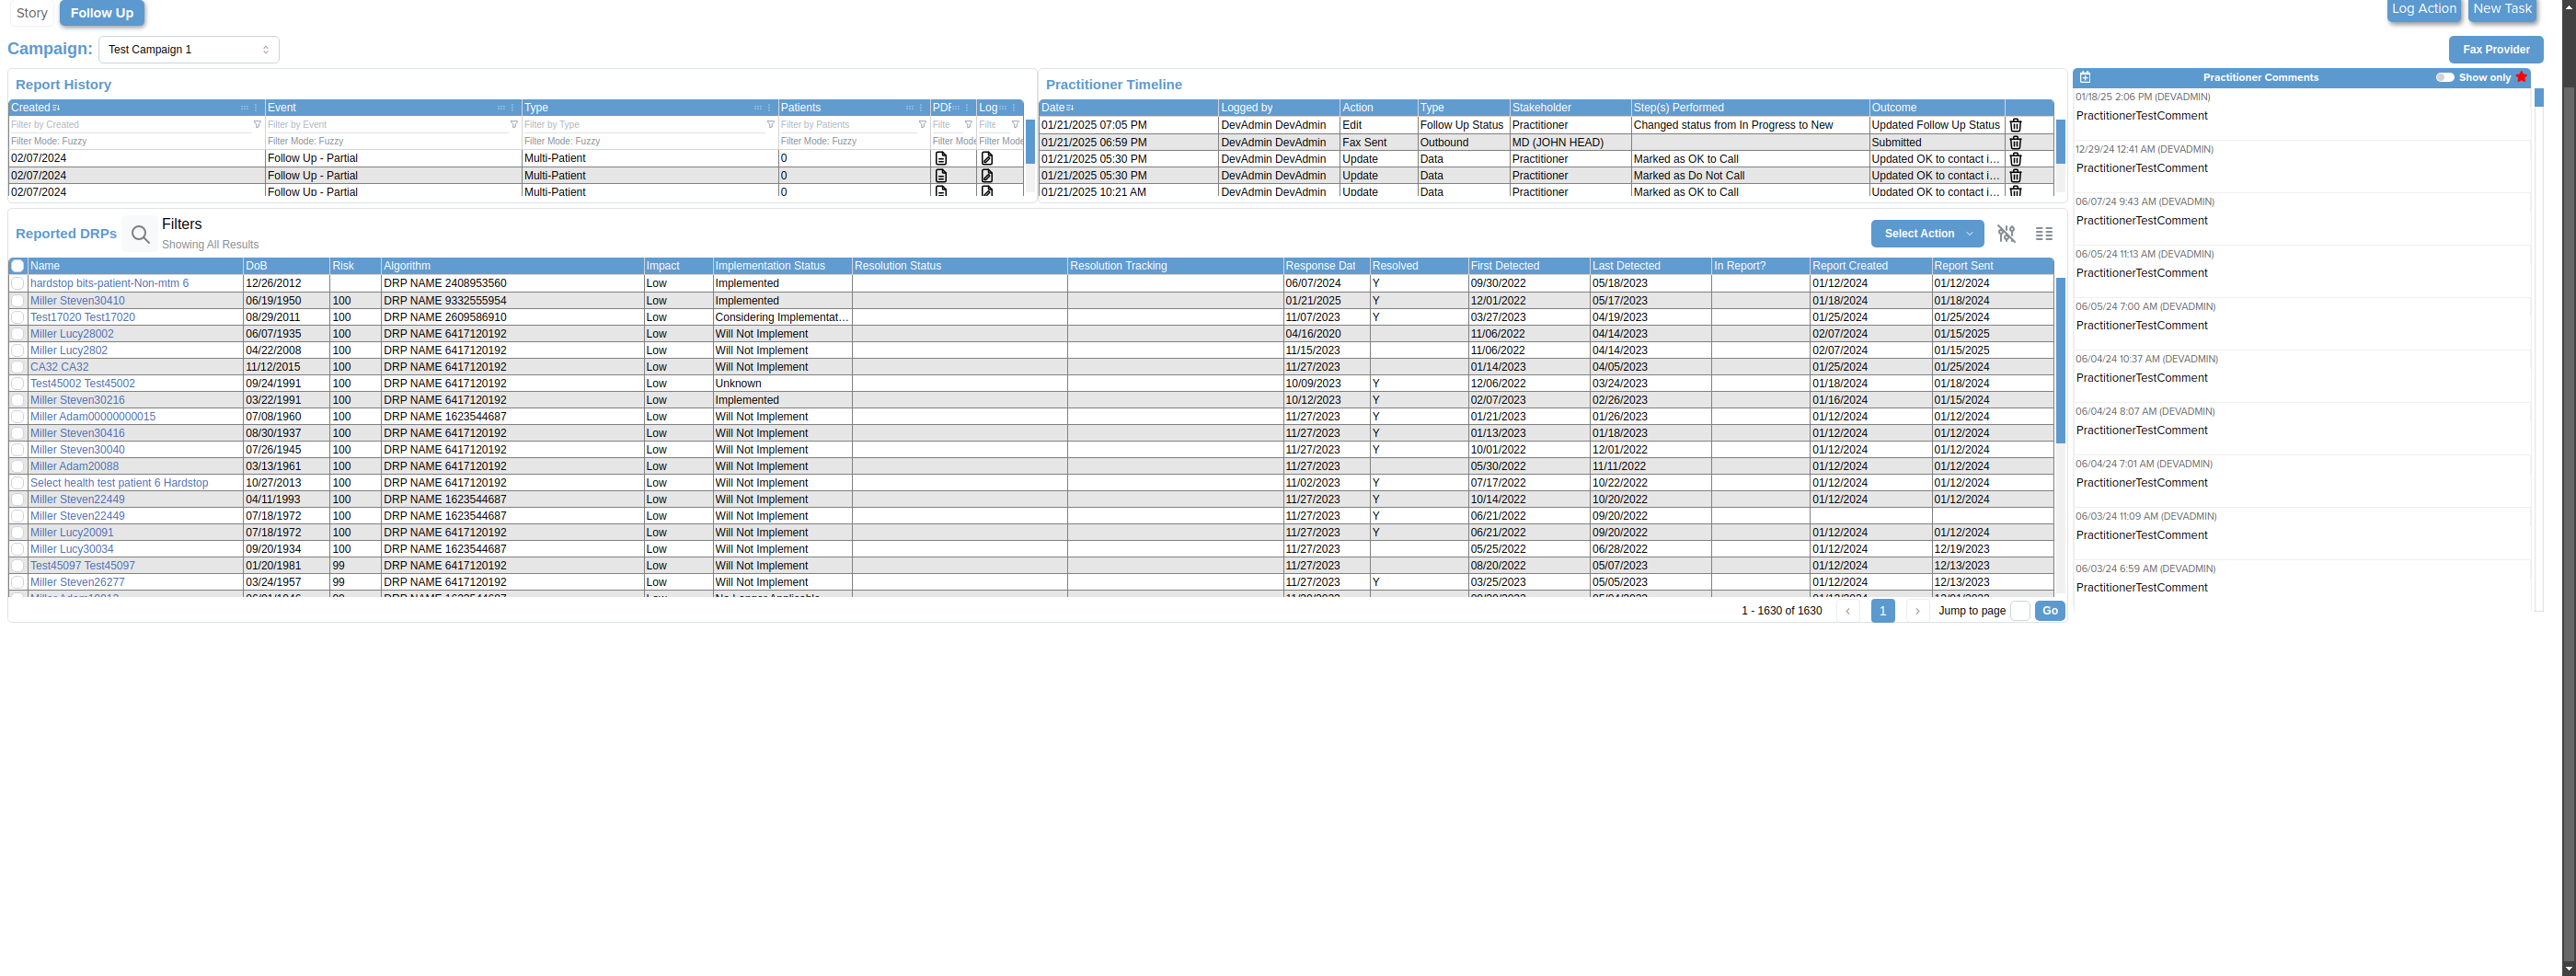 Story Follow Up Log Action New Task
Campaign: Test Campaign 1 Fax Provider
Report History
Created Event Type Patients PDF Log
Filter by Created Filter by Event Filter by Type Filter by Patients Filte Filte
Filter Mode: Fuzzy Filter Mode: Fuzzy Filter Mode: Fuzzy Filter Mode: Fuzzy Filter Mode Filter Mode
02/07/2024 Follow Up - Partial Multi-Patient 0
02/07/2024 Follow Up - Partial Multi-Patient 0
02/07/2024 Follow Up - Partial Multi-Patient 0
Practitioner Timeline
Date Logged by Action Type Stakeholder Step(s) Performed Outcome
01/21/2025 07:05 PM DevAdmin DevAdmin Edit Follow Up Status Practitioner Changed status from In Progress to New Updated Follow Up Status
01/21/2025 06:59 PM DevAdmin DevAdmin Fax Sent Outbound MD (JOHN HEAD) Submitted
01/21/2025 05:30 PM DevAdmin DevAdmin Update Data Practitioner Marked as OK to Call Updated OK to contact i…
01/21/2025 05:30 PM DevAdmin DevAdmin Update Data Practitioner Marked as Do Not Call Updated OK to contact i…
01/21/2025 10:21 AM DevAdmin DevAdmin Update Data Practitioner Marked as OK to Call Updated OK to contact i…
Reported DRPs Filters
Showing All Results
Select Action
Name DoB Risk Algorithm Impact Implementation Status Resolution Status Resolution Tracking Response Dat Resolved First Detected Last Detected In Report? Report Created Report Sent
hardstop bits-patient-Non-mtm 6 12/26/2012 DRP NAME 2408953560 Low Implemented 06/07/2024 Y 09/30/2022 05/18/2023 01/12/2024 01/12/2024
Miller Steven30410 06/19/1950 100 DRP NAME 9332555954 Low Implemented 01/21/2025 Y 12/01/2022 05/17/2023 01/18/2024 01/18/2024
Test17020 Test17020 08/29/2011 100 DRP NAME 2609586910 Low Considering Implementat… 11/07/2023 Y 03/27/2023 04/19/2023 01/25/2024 01/25/2024
Miller Lucy28002 06/07/1935 100 DRP NAME 6417120192 Low Will Not Implement 04/16/2020 11/06/2022 04/14/2023 02/07/2024 01/15/2025
Miller Lucy2802 04/22/2008 100 DRP NAME 6417120192 Low Will Not Implement 11/15/2023 11/06/2022 04/14/2023 02/07/2024 01/15/2025
CA32 CA32 11/12/2015 100 DRP NAME 6417120192 Low Will Not Implement 11/27/2023 01/14/2023 04/05/2023 01/25/2024 01/25/2024
Test45002 Test45002 09/24/1991 100 DRP NAME 6417120192 Low Unknown 10/09/2023 Y 12/06/2022 03/24/2023 01/18/2024 01/18/2024
Miller Steven30216 03/22/1991 100 DRP NAME 6417120192 Low Implemented 10/12/2023 Y 02/07/2023 02/26/2023 01/16/2024 01/15/2024
Miller Adam00000000015 07/08/1960 100 DRP NAME 1623544687 Low Will Not Implement 11/27/2023 Y 01/21/2023 01/26/2023 01/12/2024 01/12/2024
Miller Steven30416 08/30/1937 100 DRP NAME 6417120192 Low Will Not Implement 11/27/2023 Y 01/13/2023 01/18/2023 01/12/2024 01/12/2024
Miller Steven30040 07/26/1945 100 DRP NAME 6417120192 Low Will Not Implement 11/27/2023 Y 10/01/2022 12/01/2022 01/12/2024 01/12/2024
Miller Adam20088 03/13/1961 100 DRP NAME 6417120192 Low Will Not Implement 11/27/2023 05/30/2022 11/11/2022 01/12/2024 01/12/2024
Select health test patient 6 Hardstop 10/27/2013 100 DRP NAME 6417120192 Low Will Not Implement 11/02/2023 Y 07/17/2022 10/22/2022 01/12/2024 01/12/2024
Miller Steven22449 04/11/1993 100 DRP NAME 1623544687 Low Will Not Implement 11/27/2023 Y 10/14/2022 10/20/2022 01/12/2024 01/12/2024
Miller Steven22449 07/18/1972 100 DRP NAME 1623544687 Low Will Not Implement 11/27/2023 Y 06/21/2022 09/20/2022
Miller Lucy20091 07/18/1972 100 DRP NAME 6417120192 Low Will Not Implement 11/27/2023 Y 06/21/2022 09/20/2022 01/12/2024 01/12/2024
Miller Lucy30034 09/20/1934 100 DRP NAME 1623544687 Low Will Not Implement 11/27/2023 05/25/2022 06/28/2022 01/12/2024 12/19/2023
Test45097 Test45097 01/20/1981 99 DRP NAME 6417120192 Low Will Not Implement 11/27/2023 08/20/2022 05/07/2023 01/12/2024 12/13/2023
Miller Steven26277 03/24/1957 99 DRP NAME 6417120192 Low Will Not Implement 11/27/2023 Y 03/25/2023 05/05/2023 01/12/2024 12/13/2023
1 - 1630 of 1630 1 Jump to page Go
Practitioner Comments Show only
01/18/25 2:06 PM (DEVADMIN)
PractitionerTestComment
12/29/24 12:41 AM (DEVADMIN)
PractitionerTestComment
06/07/24 9:43 AM (DEVADMIN)
PractitionerTestComment
06/05/24 11:13 AM (DEVADMIN)
PractitionerTestComment
06/05/24 7:00 AM (DEVADMIN)
PractitionerTestComment
06/04/24 10:37 AM (DEVADMIN)
PractitionerTestComment
06/04/24 8:07 AM (DEVADMIN)
PractitionerTestComment
06/04/24 7:01 AM (DEVADMIN)
PractitionerTestComment
06/03/24 11:09 AM (DEVADMIN)
PractitionerTestComment
06/03/24 6:59 AM (DEVADMIN)
PractitionerTestComment